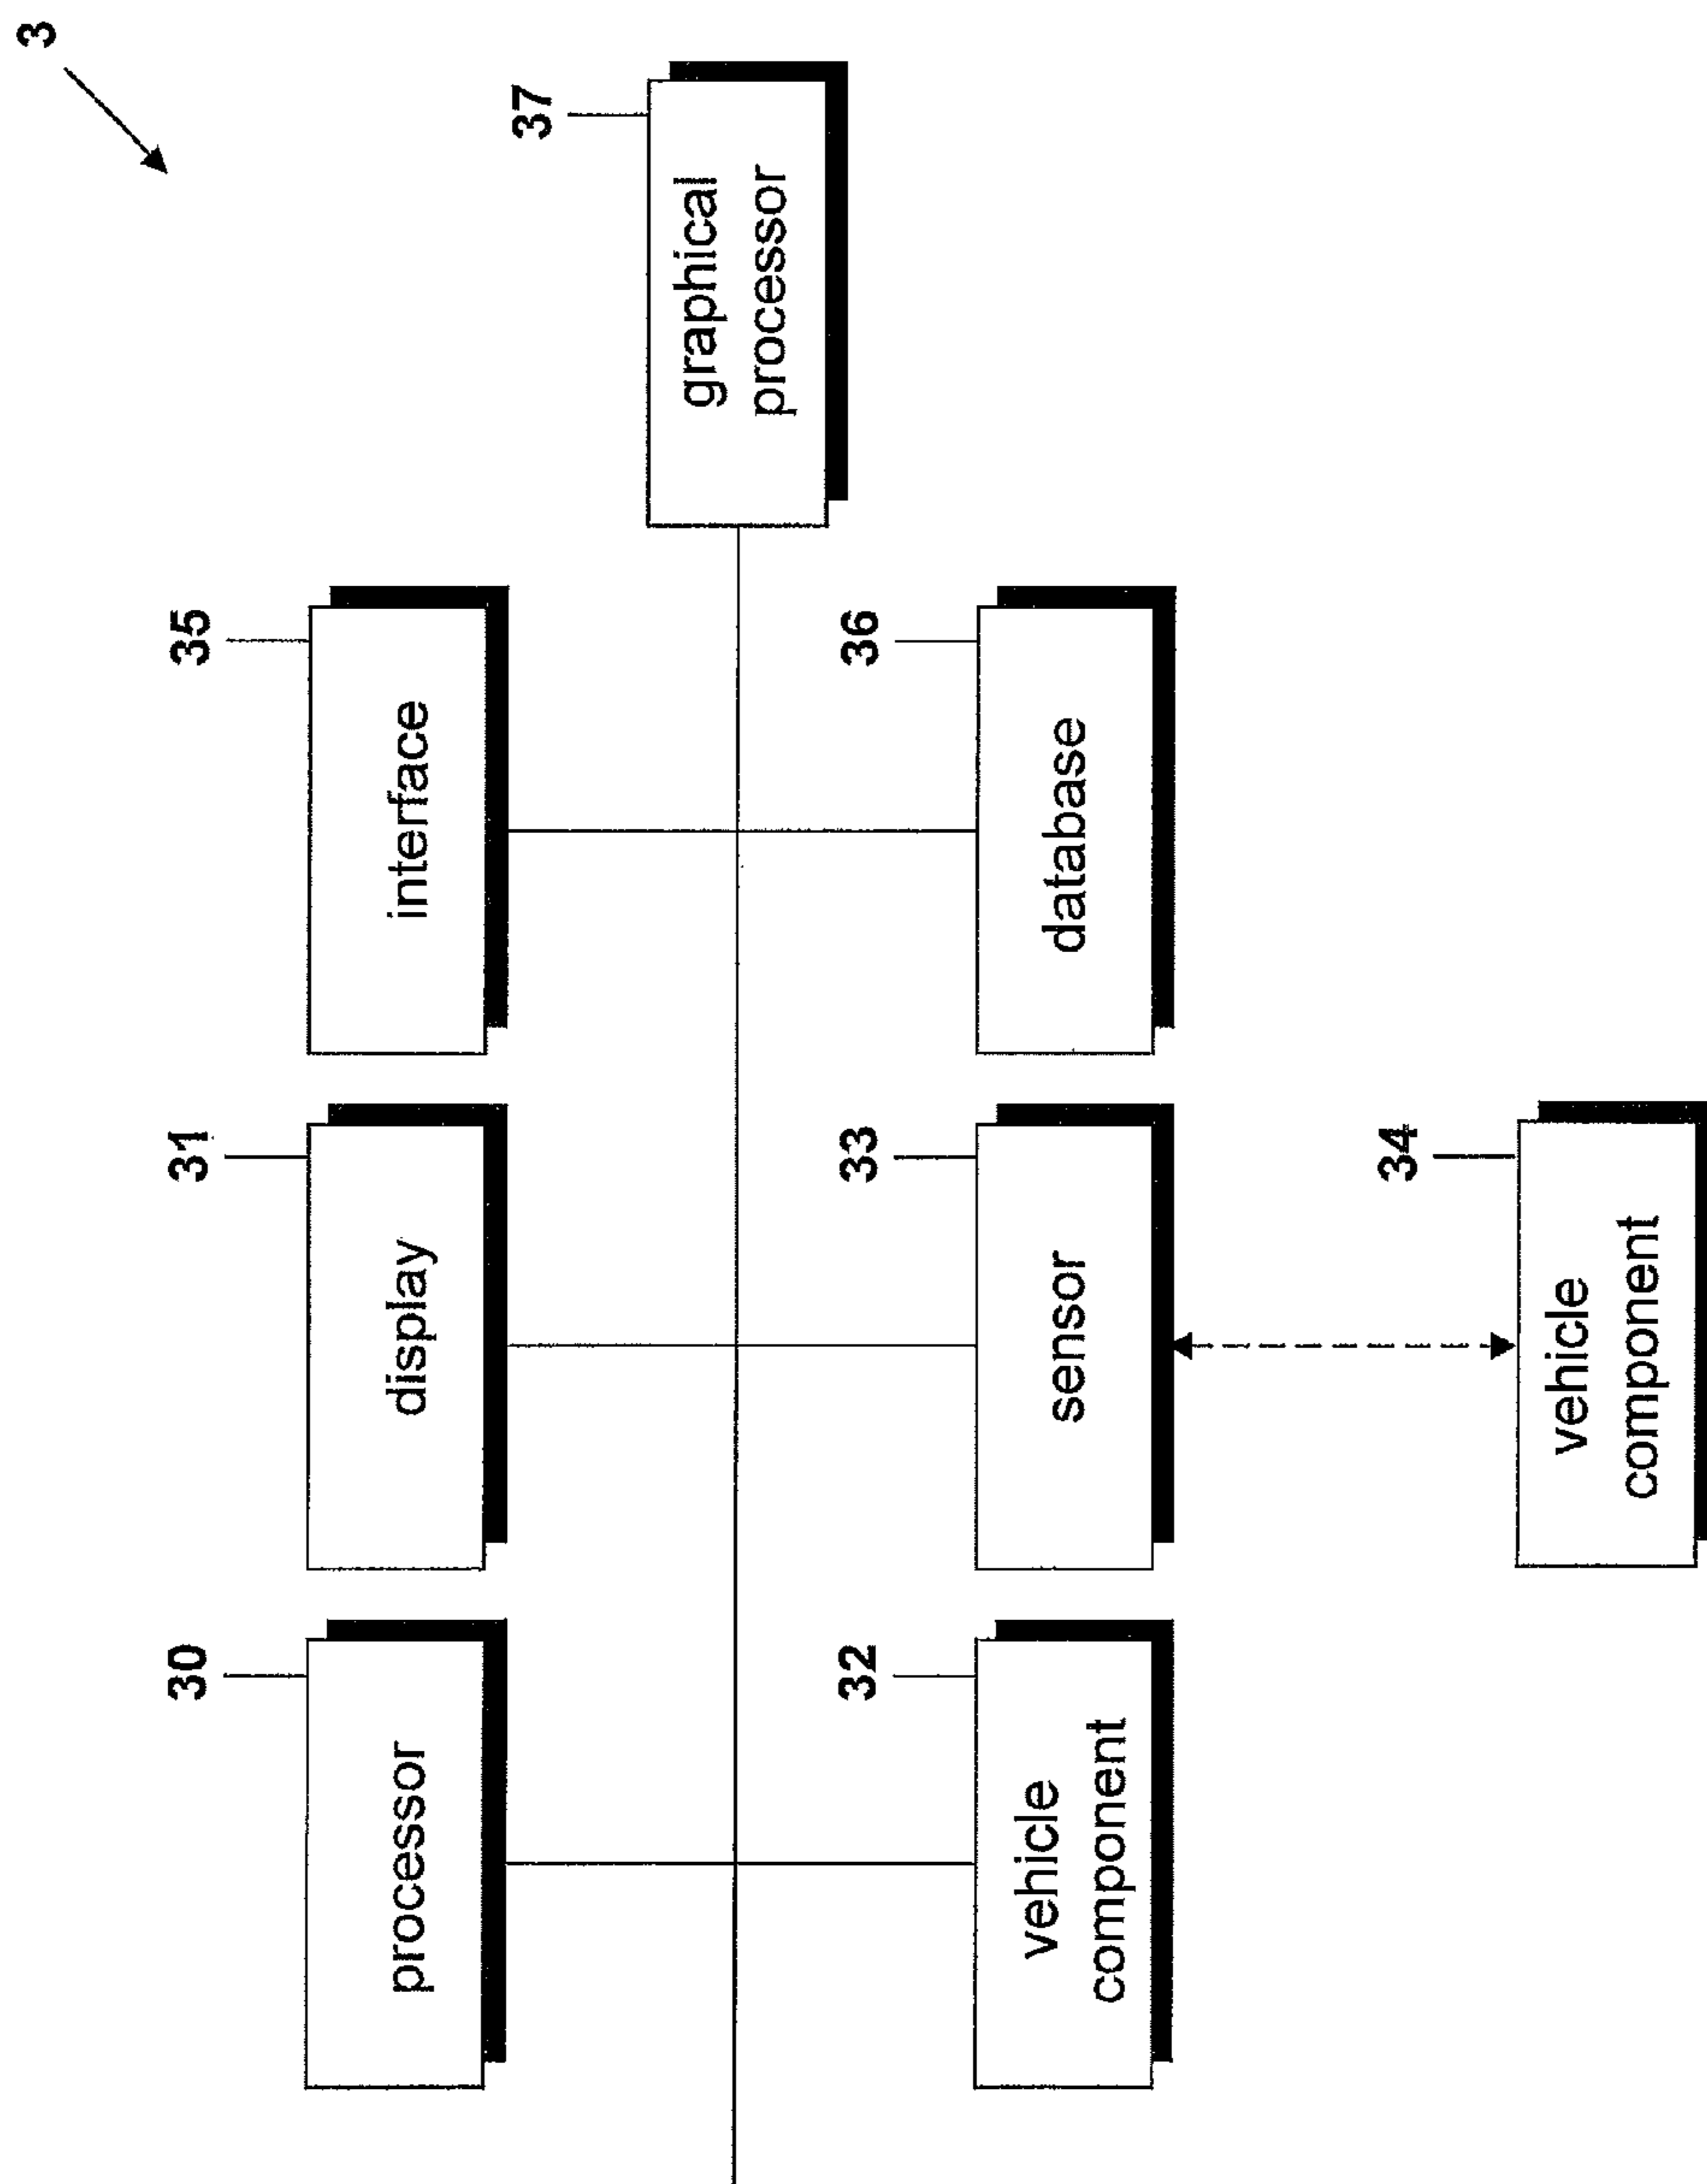 3
30
processor
31
display
35
interface
37
graphical
processor
32
vehicle
component
33
sensor
36
database
34
vehicle
component